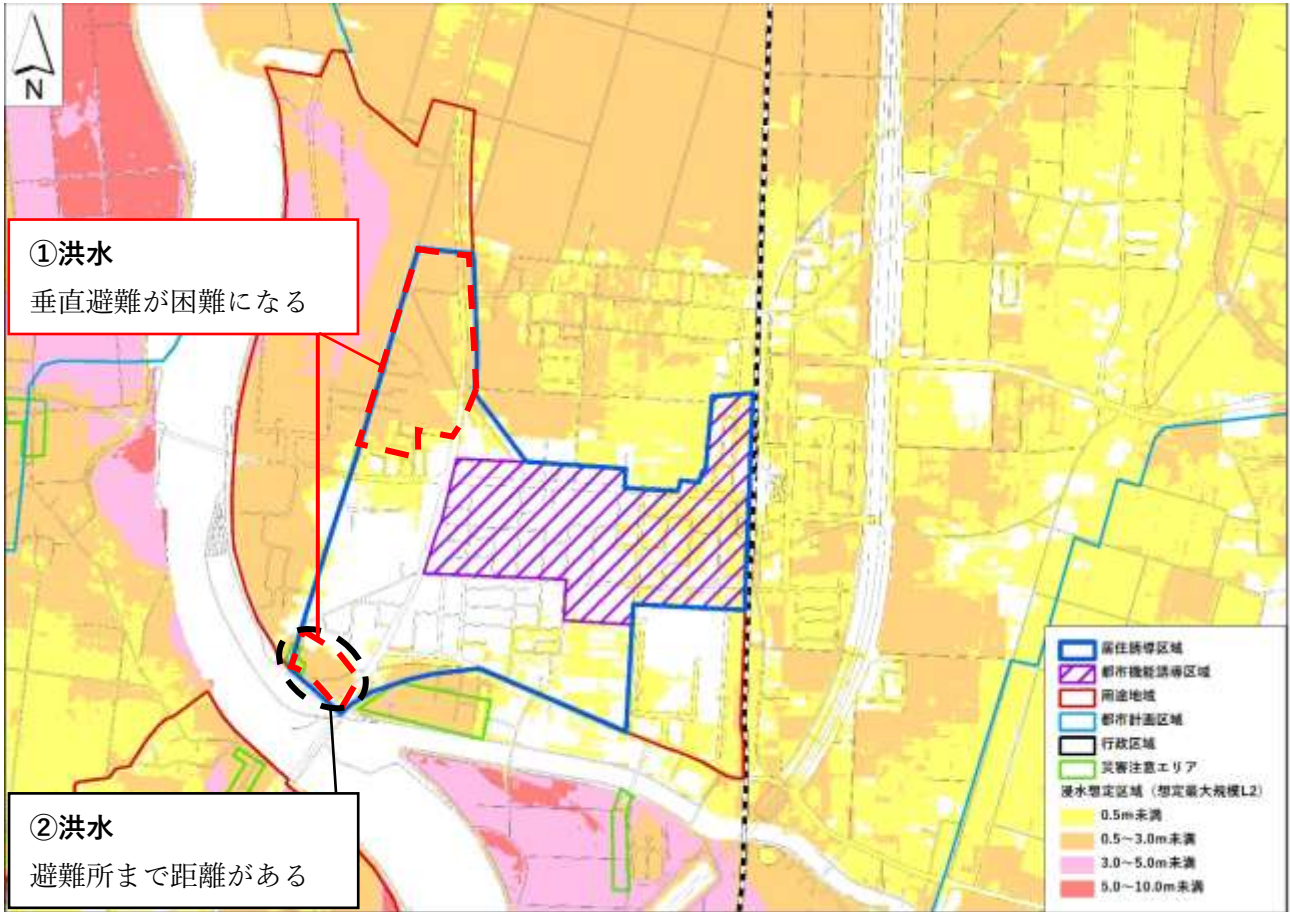 N
①洪水
垂直避難が困難になる
②洪水
避難所まで距離がある
居住誘導区域
都市機能誘導区域
用途地域
都市計画区域
行政区域
災害注意エリア
浸水想定区域（想定最大規模L2）
0.5m未満
0.5～3.0m未満
3.0～5.0m未満
5.0～10.0m未満